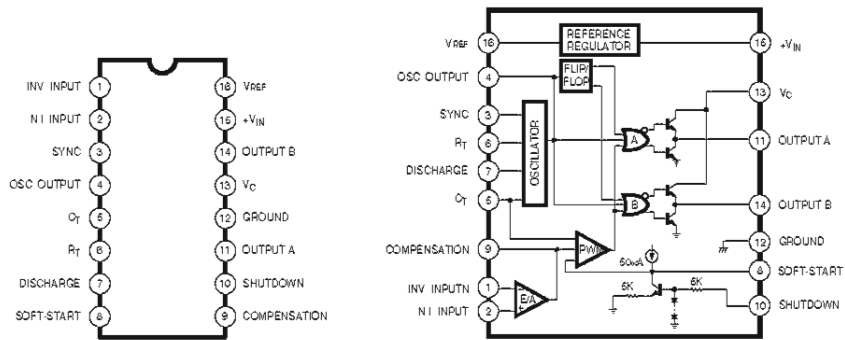 INV INPUT 1
N I INPUT 2
SYNC 3
OSC OUTPUT 4
CT 5
RT 6
DISCHARGE 7
SOFT-START 8
16 VREF
15 +VIN
14 OUTPUT B
13 VC
12 GROUND
11 OUTPUT A
10 SHUTDOWN
9 COMPENSATION
VREF 16
OSC OUTPUT 4
SYNC 3
RT 6
DISCHARGE 7
CT 5
COMPENSATION 9
INV INPUTN 1
N I INPUT 2
REFERENCE
REGULATOR
FLIP/
FLOP
OSCILLATOR
A
B
PWM
E/A
50uA
5K
5K
15 +VIN
13 VC
11 OUTPUT A
14 OUTPUT B
12 GROUND
8 SOFT-START
10 SHUTDOWN